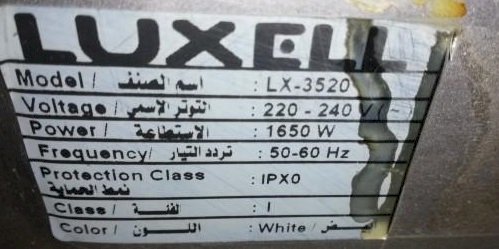 LUXELL
Model / اسم الصنف : LX-3520
Voltage/ التوتر الاسمي : 220 - 240 V / ~
Power / الاستطاعة : 1650 W
Frequency/ تردد التيار : 50-60 Hz
Protection Class : IPX0
نمط الحماية
Class / لفئة : I
Color / اللون : White /